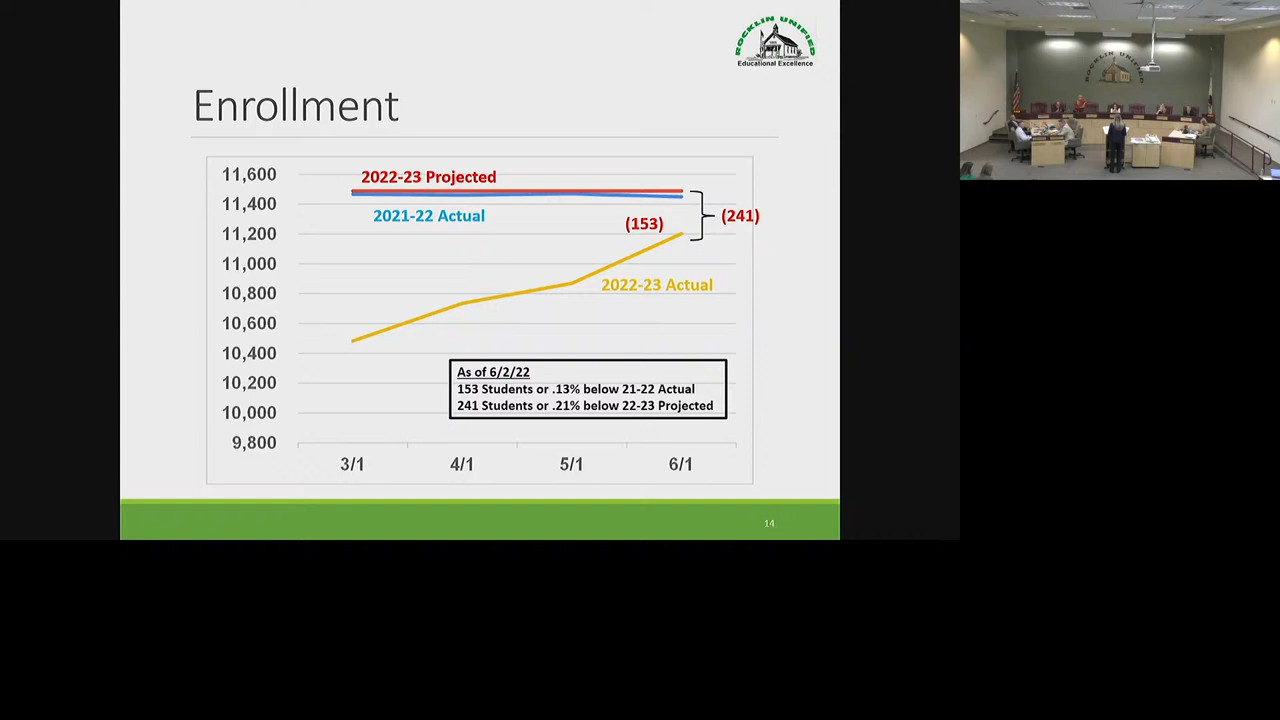 ROCKLIN UNIFIED
Educational Excellence
Enrollment
11,600
11,400
11,200
11,000
10,800
10,600
10,400
10,200
10,000
9,800
2022-23 Projected
2021-22 Actual
(153)
(241)
2022-23 Actual
As of 6/2/22
153 Students or .13% below 21-22 Actual
241 Students or .21% below 22-23 Projected
3/1
4/1
5/1
6/1
14
ROCKLIN UNIFIED